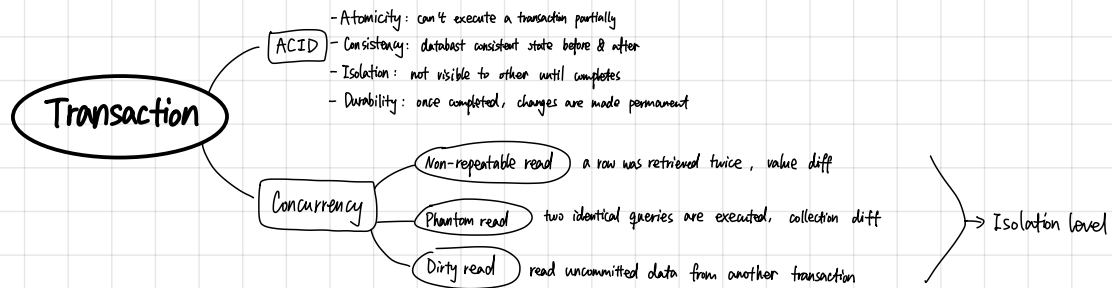 - Atomicity: can't execute a transaction partially
ACID
- Consistency: databast consistent state before & after
- Isolation: not visible to other until completes
- Durability: once completed, changes are made permanent
Transaction
Non-repeatable read a row was retrieved twice, value diff
Concurrency
Phantom read two identical queries are executed, collection diff
Isolation level
Dirty read read uncommitted data from another transaction